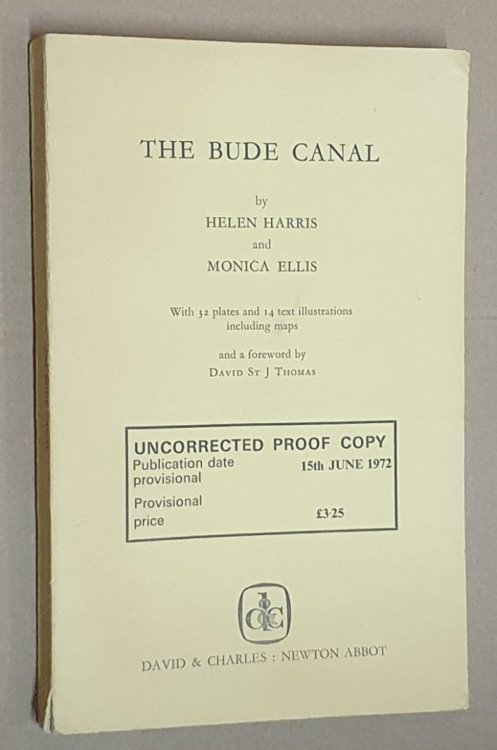 THE BUDE CANAL
by
HELEN HARRIS
and
MONICA ELLIS
With 32 plates and 14 text illustrations
including maps
and a foreword by
DAVID ST J THOMAS
UNCORRECTED PROOF COPY
Publication date 15th JUNE 1972
provisional
Provisional
price £3·25
D&C
DAVID & CHARLES : NEWTON ABBOT